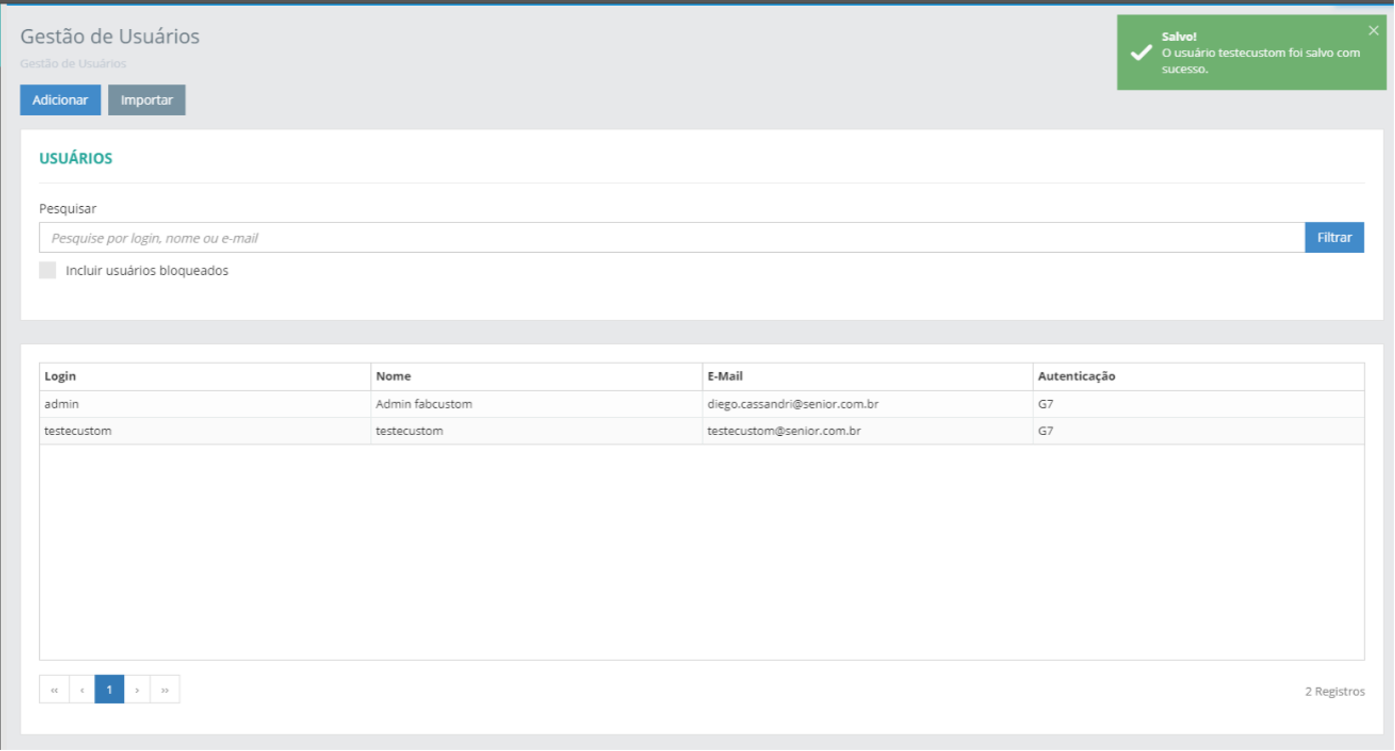 Gestão de Usuários
Gestão de Usuários
Salvo!
O usuário testecustom foi salvo com
sucesso.
Adicionar Importar
USUÁRIOS
Pesquisar
Pesquise por login, nome ou e-mail Filtrar
Incluir usuários bloqueados
Login Nome E-Mail Autenticação
admin Admin fabcustom diego.cassandri@senior.com.br G7
testecustom testecustom testecustom@senior.com.br G7
‹‹ ‹ 1 › ›› 2 Registros